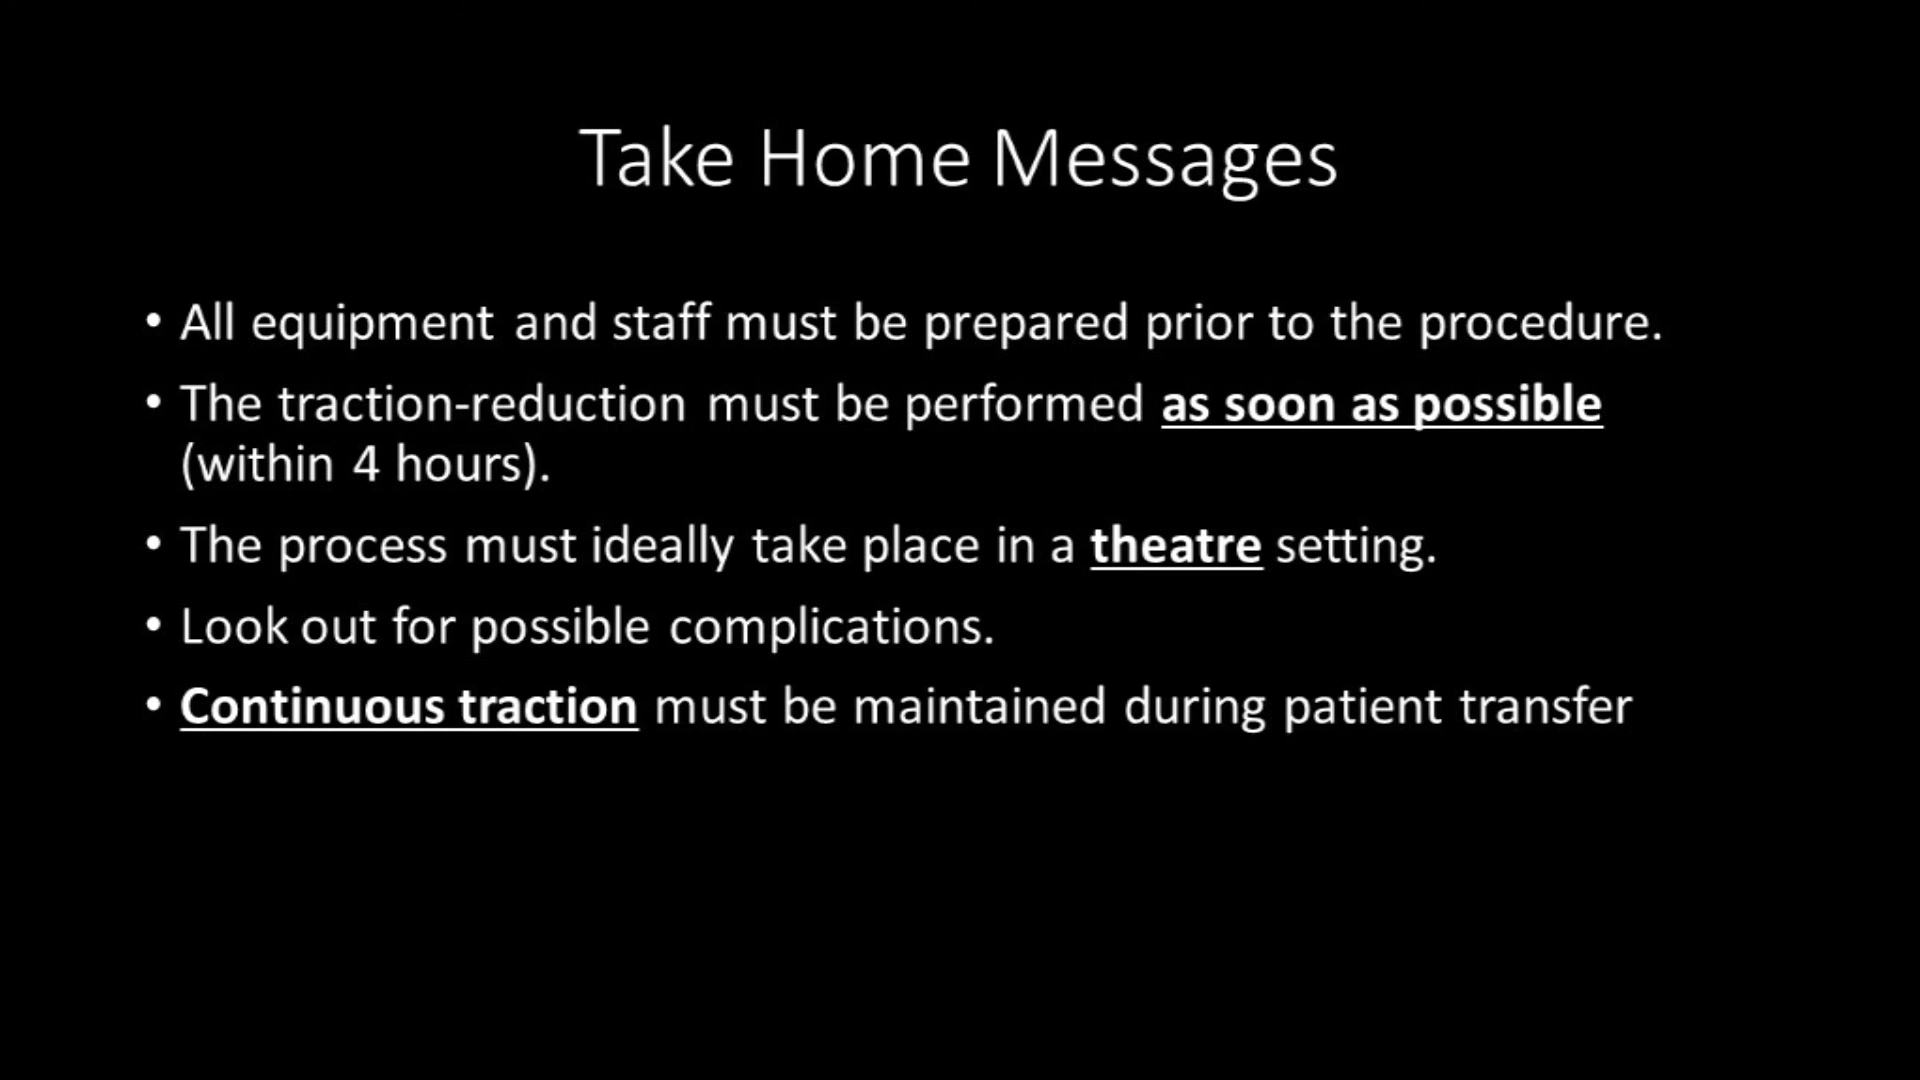 Take Home Messages
• All equipment and staff must be prepared prior to the procedure.
• The traction-reduction must be performed as soon as possible
(within 4 hours).
• The process must ideally take place in a theatre setting.
• Look out for possible complications.
• Continuous traction must be maintained during patient transfer